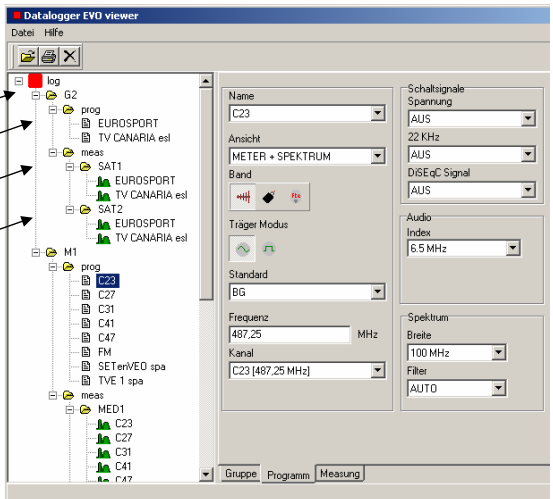 Datalogger EVO viewer
Datei Hilfe
log
G2
prog
EUROSPORT
TV CANARIA esl
meas
SAT1
EUROSPORT
TV CANARIA esl
SAT2
EUROSPORT
TV CANARIA esl
M1
prog
C23
C27
C31
C41
C47
FM
SETenVEO spa
TVE 1 spa
meas
MED1
C23
C27
C31
C41
C47
Name
C23
Ansicht
METER + SPEKTRUM
Band
Träger Modus
Standard
BG
Frequenz
487,25 MHz
Kanal
C23 [487,25 MHz]
Schaltsignale
Spannung
AUS
22 KHz
AUS
DiSEqC Signal
AUS
Audio
Index
6.5 MHz
Spektrum
Breite
100 MHz
Filter
AUTO
Gruppe Programm Messung